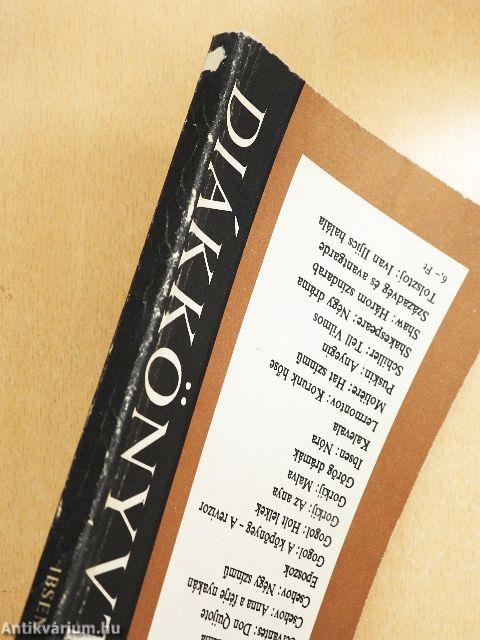 DIÁKKÖNYV
IBSE
Don Quijote
Csehov: Anna a férje nyakán
Csehov: Négy színmű
Eposzok
Gogol: A köpönyeg – A revizor
Gogol: Holt lelkek
Gorkij: Az anya
Gorkij: Malva
Görög drámák
Ibsen: Nóra
Kalevala
Lermontov: Korunk hőse
Molière: Hat színmű
Puskin: Anyegin
Schiller: Tell Vilmos
Shakespeare: Négy dráma
Shaw: Három színdarab
Századvég és avantgarde
Tolsztoj: Ivan Iljics halála
6,– Ft
Antikvárium.hu